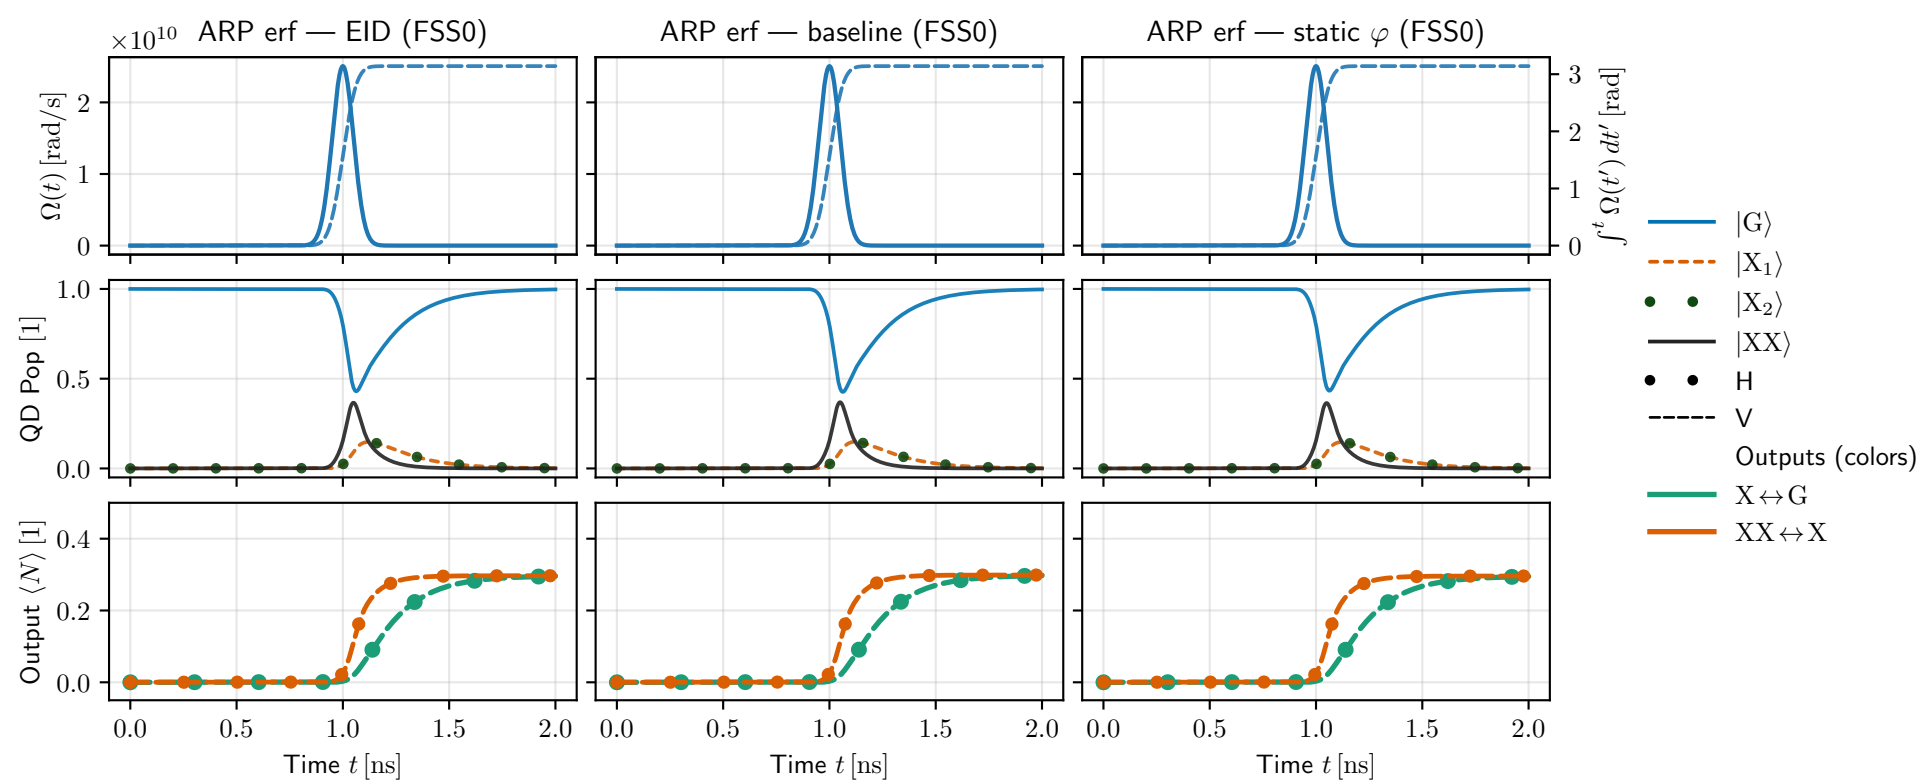 ×10¹⁰ ARP erf — EID (FSS0)
ARP erf — baseline (FSS0)
ARP erf — static φ (FSS0)
Ω(t) [rad/s]
2
1
0
3
2
1
0
∫ᵗ Ω(t′) dt′ [rad]
QD Pop [1]
1.0
0.5
0.0
Output ⟨N⟩ [1]
0.4
0.2
0.0
0.0 0.5 1.0 1.5 2.0
0.0 0.5 1.0 1.5 2.0
0.0 0.5 1.0 1.5 2.0
Time t [ns]
Time t [ns]
Time t [ns]
|G⟩
|X₁⟩
|X₂⟩
|XX⟩
H
V
Outputs (colors)
X↔G
XX↔X